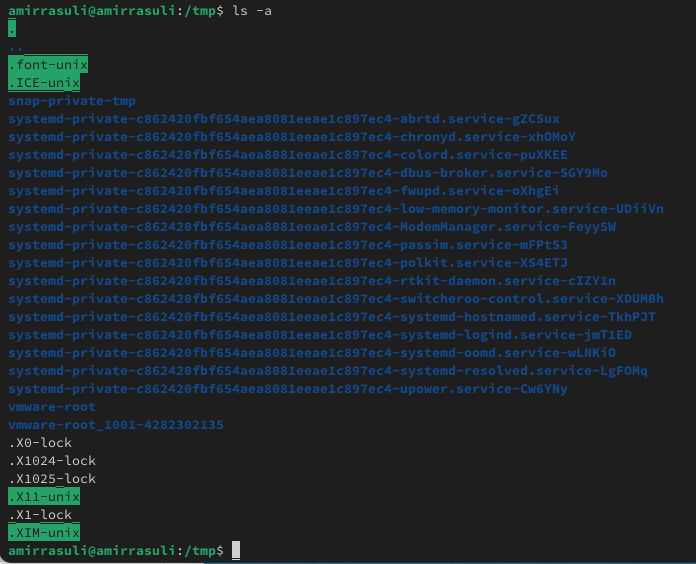 amirrasuli@amirrasuli:/tmp$ ls -a
.
..
.font-unix
.ICE-unix
snap-private-tmp
systemd-private-c862420fbf654aea8081eeae1c897ec4-abrtd.service-gZC5ux
systemd-private-c862420fbf654aea8081eeae1c897ec4-chronyd.service-xhOMoY
systemd-private-c862420fbf654aea8081eeae1c897ec4-colord.service-puXKEE
systemd-private-c862420fbf654aea8081eeae1c897ec4-dbus-broker.service-SGY9Mo
systemd-private-c862420fbf654aea8081eeae1c897ec4-fwupd.service-oXhgEi
systemd-private-c862420fbf654aea8081eeae1c897ec4-low-memory-monitor.service-UDiiVn
systemd-private-c862420fbf654aea8081eeae1c897ec4-ModemManager.service-Feyy5W
systemd-private-c862420fbf654aea8081eeae1c897ec4-passim.service-mFPtS3
systemd-private-c862420fbf654aea8081eeae1c897ec4-polkit.service-XS4ETJ
systemd-private-c862420fbf654aea8081eeae1c897ec4-rtkit-daemon.service-cIZY1n
systemd-private-c862420fbf654aea8081eeae1c897ec4-switcheroo-control.service-XDUMBh
systemd-private-c862420fbf654aea8081eeae1c897ec4-systemd-hostnamed.service-TkhPJT
systemd-private-c862420fbf654aea8081eeae1c897ec4-systemd-logind.service-jmT1ED
systemd-private-c862420fbf654aea8081eeae1c897ec4-systemd-oomd.service-wLNKiO
systemd-private-c862420fbf654aea8081eeae1c897ec4-systemd-resolved.service-LgFOMq
systemd-private-c862420fbf654aea8081eeae1c897ec4-upower.service-Cw6YNy
vmware-root
vmware-root_1001-4282302135
.X0-lock
.X1024-lock
.X1025-lock
.X11-unix
.X1-lock
.XIM-unix
amirrasuli@amirrasuli:/tmp$